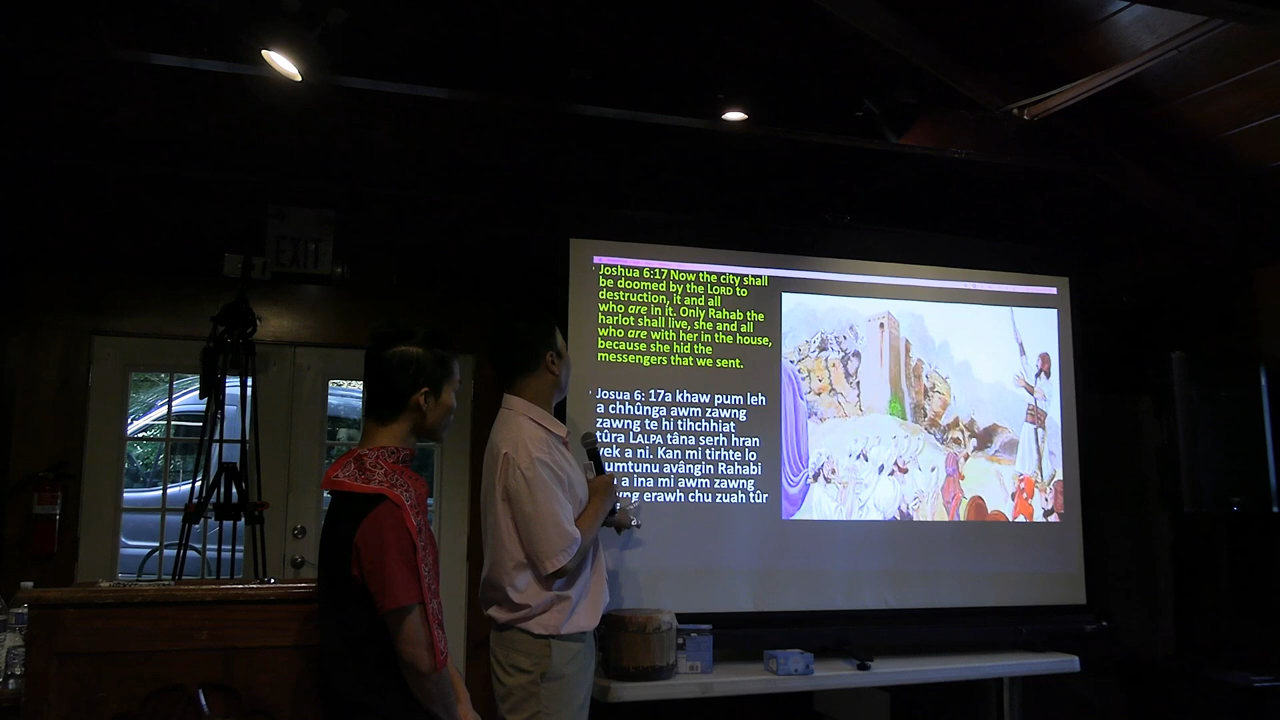 EXIT
Joshua 6:17 Now the city shall
be doomed by the LORD to
destruction, it and all
who are in it. Only Rahab the
harlot shall live, she and all
who are with her in the house,
because she hid the
messengers that we sent.
Josua 6: 17a khaw pum leh
a chhûnga awm zawng
zawng te hi tihchhiat
tûra LALPA tâna serh hran
vek a ni. Kan mi tirhte lo
avângin Rahabi
a ina mi awm zawng
erawh chu zuah tûr